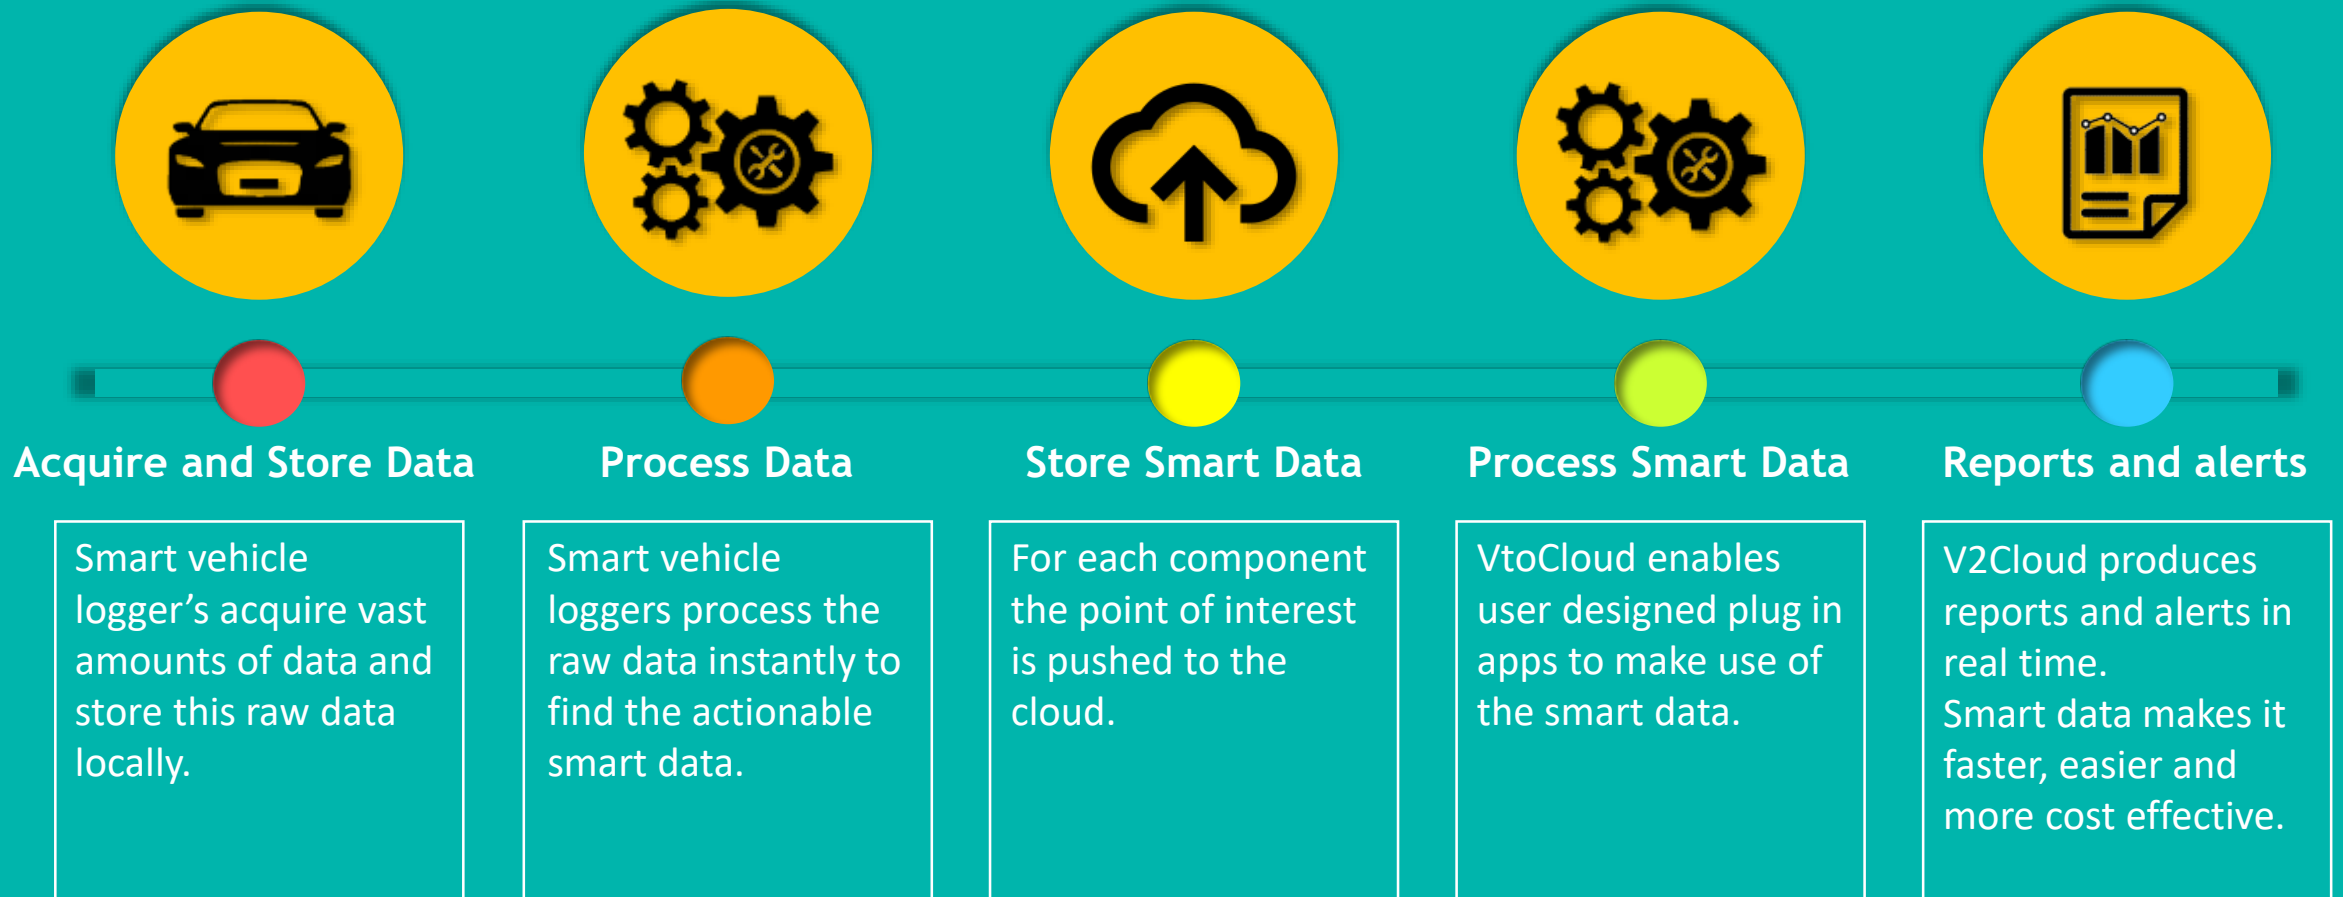 Acquire and Store Data
Smart vehicle
logger’s acquire vast
amounts of data and
store this raw data
locally.
Process Data
Smart vehicle
loggers process the
raw data instantly to
find the actionable
smart data.
Store Smart Data
For each component
the point of interest
is pushed to the
cloud.
Process Smart Data
VtoCloud enables
user designed plug in
apps to make use of
the smart data.
Reports and alerts
V2Cloud produces
reports and alerts in
real time.
Smart data makes it
faster, easier and
more cost effective.